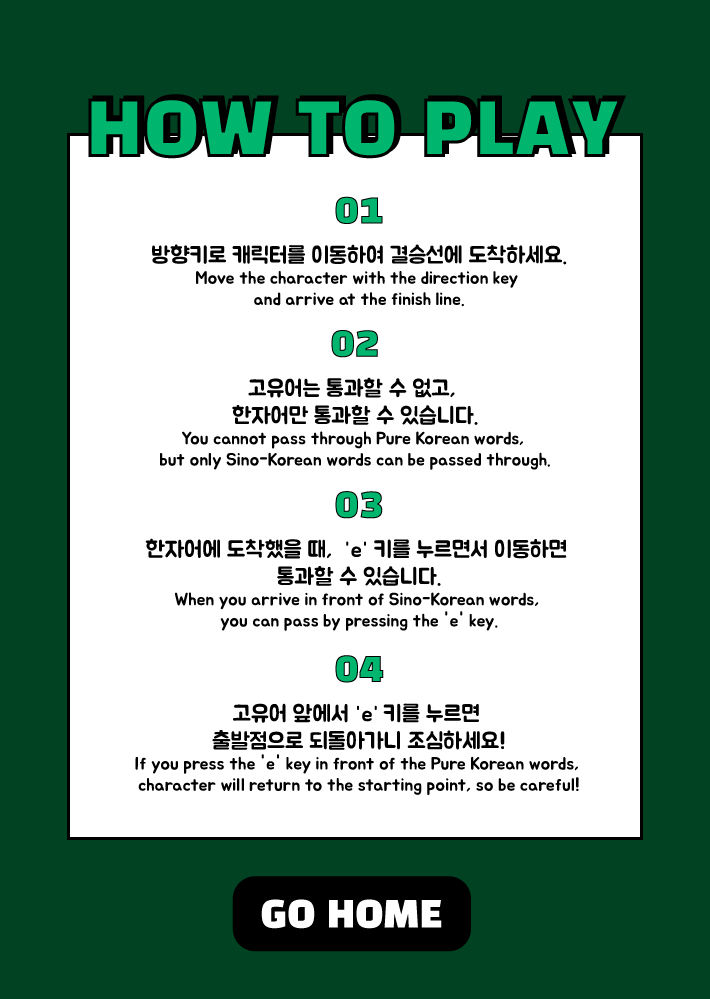 HOW TO PLAY
01
방향키로 캐릭터를 이동하여 결승선에 도착하세요.
Move the character with the direction key
and arrive at the finish line.
02
고유어는 통과할 수 없고,
한자어만 통과할 수 있습니다.
You cannot pass through Pure Korean words,
but only Sino-Korean words can be passed through.
03
한자어에 도착했을 때, 'e' 키를 누르면서 이동하면
통과할 수 있습니다.
When you arrive in front of Sino-Korean words,
you can pass by pressing the 'e' key.
04
고유어 앞에서 'e' 키를 누르면
출발점으로 되돌아가니 조심하세요!
If you press the 'e' key in front of the Pure Korean words,
character will return to the starting point, so be careful!
GO HOME